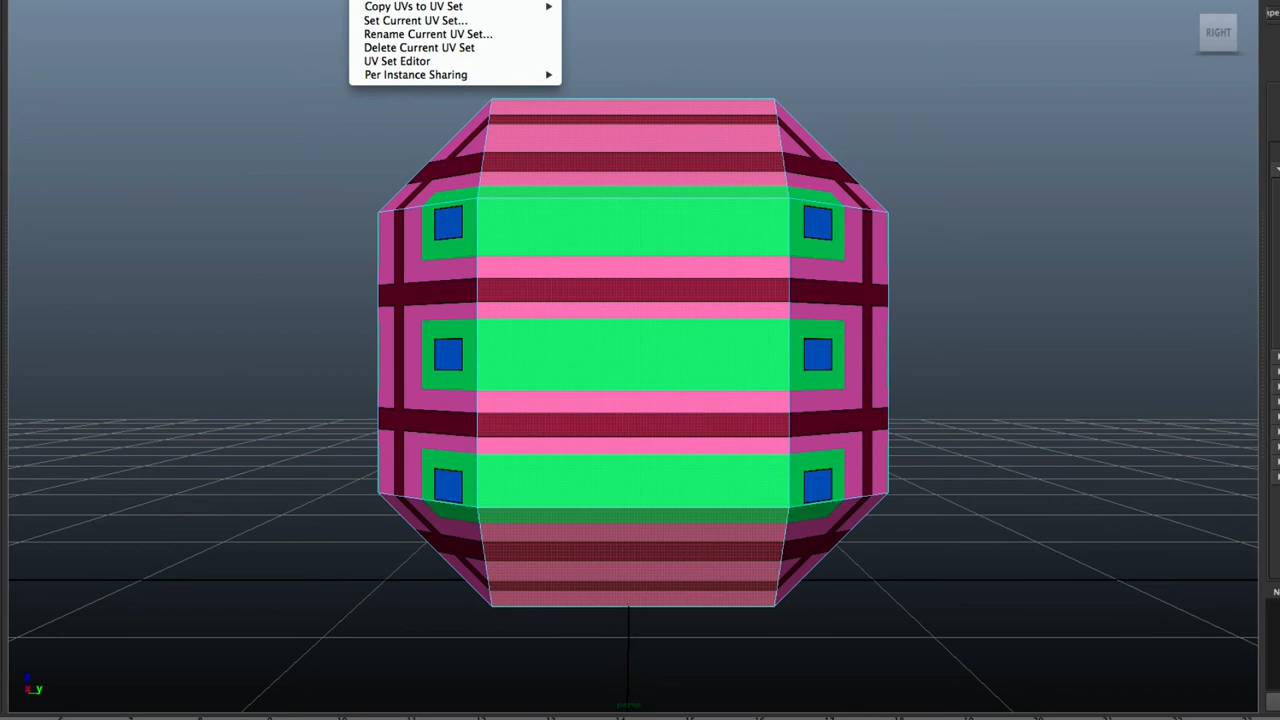 Copy UVs to UV Set
Set Current UV Set...
Rename Current UV Set...
Delete Current UV Set
UV Set Editor
Per Instance Sharing
RIGHT
persp